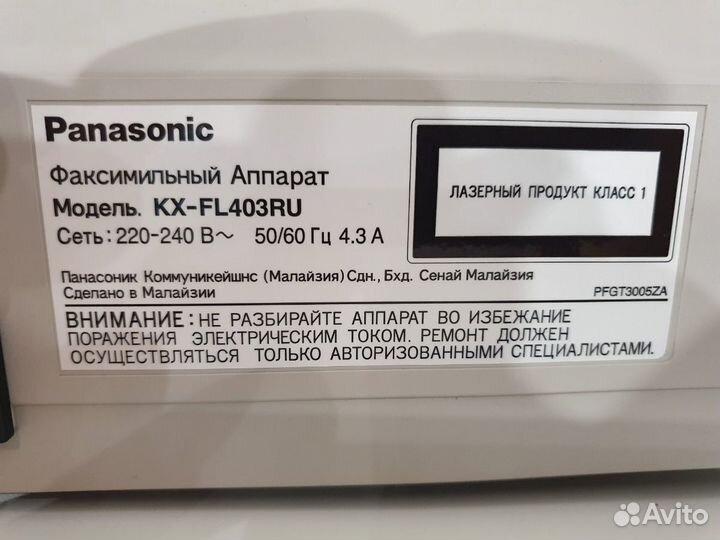 Panasonic
Факсимильный Аппарат
Модель. KX-FL403RU
Сеть: 220-240 В~ 50/60 Гц 4.3 А
ЛАЗЕРНЫЙ ПРОДУКТ КЛАСС 1
Панасоник Коммуникейшнс (Малайзия) Сдн., Бхд. Сенай Малайзия
Сделано в Малайзии
PFGT3005ZA
ВНИМАНИЕ: НЕ РАЗБИРАЙТЕ АППАРАТ ВО ИЗБЕЖАНИЕ
ПОРАЖЕНИЯ ЭЛЕКТРИЧЕСКИМ ТОКОМ. РЕМОНТ ДОЛЖЕН
ОСУЩЕСТВЛЯТЬСЯ ТОЛЬКО АВТОРИЗОВАННЫМИ СПЕЦИАЛИСТАМИ.
Avito